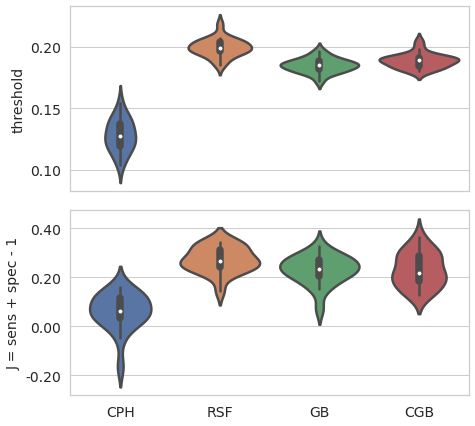 threshold
0.20
0.15
0.10
J = sens + spec - 1
0.40
0.20
0.00
-0.20
CPH RSF GB CGB